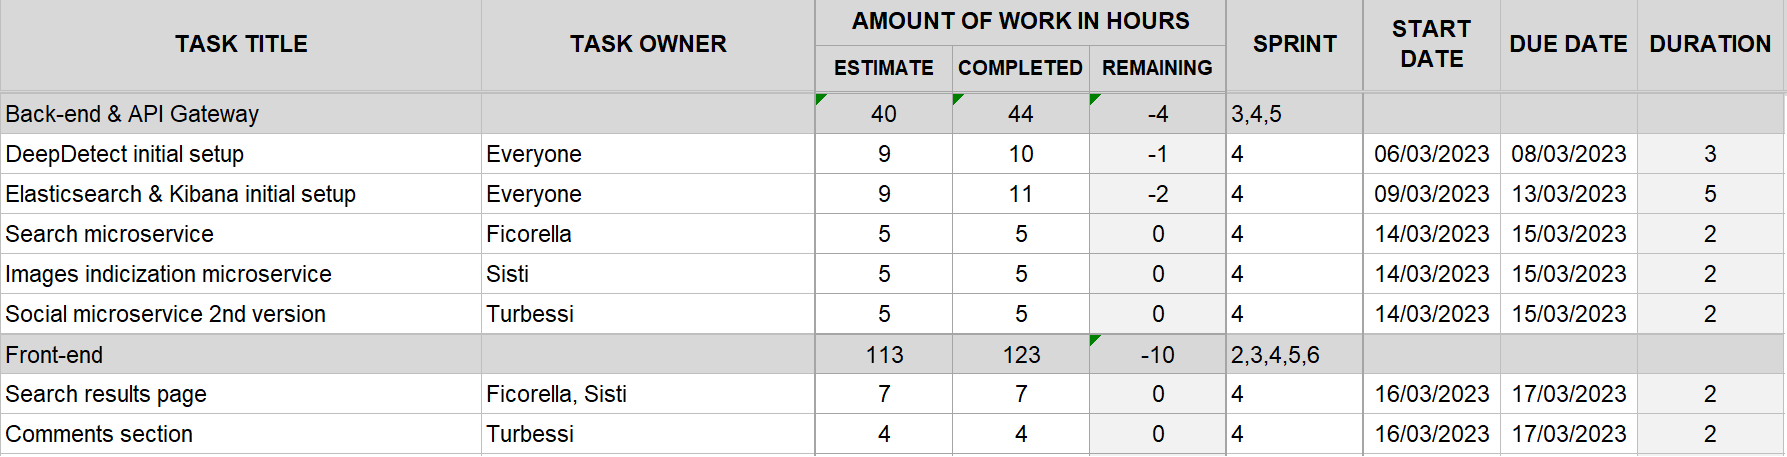 TASK TITLE TASK OWNER AMOUNT OF WORK IN HOURS SPRINT START DATE DUE DATE DURATION
ESTIMATE COMPLETED REMAINING
Back-end & API Gateway 40 44 -4 3,4,5
DeepDetect initial setup Everyone 9 10 -1 4 06/03/2023 08/03/2023 3
Elasticsearch & Kibana initial setup Everyone 9 11 -2 4 09/03/2023 13/03/2023 5
Search microservice Ficorella 5 5 0 4 14/03/2023 15/03/2023 2
Images indicization microservice Sisti 5 5 0 4 14/03/2023 15/03/2023 2
Social microservice 2nd version Turbessi 5 5 0 4 14/03/2023 15/03/2023 2
Front-end 113 123 -10 2,3,4,5,6
Search results page Ficorella, Sisti 7 7 0 4 16/03/2023 17/03/2023 2
Comments section Turbessi 4 4 0 4 16/03/2023 17/03/2023 2